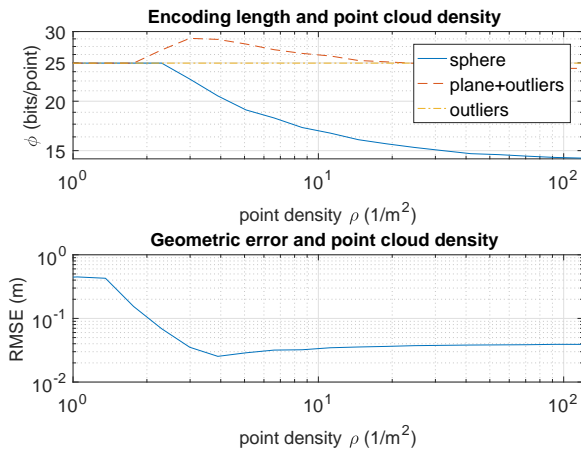 Encoding length and point cloud density
30
25
20
15
ϕ (bits/point)
sphere
plane+outliers
outliers
10^0 10^1 10^2
point density ρ (1/m^2)
Geometric error and point cloud density
10^0
10^-1
10^-2
RMSE (m)
10^0 10^1 10^2
point density ρ (1/m^2)